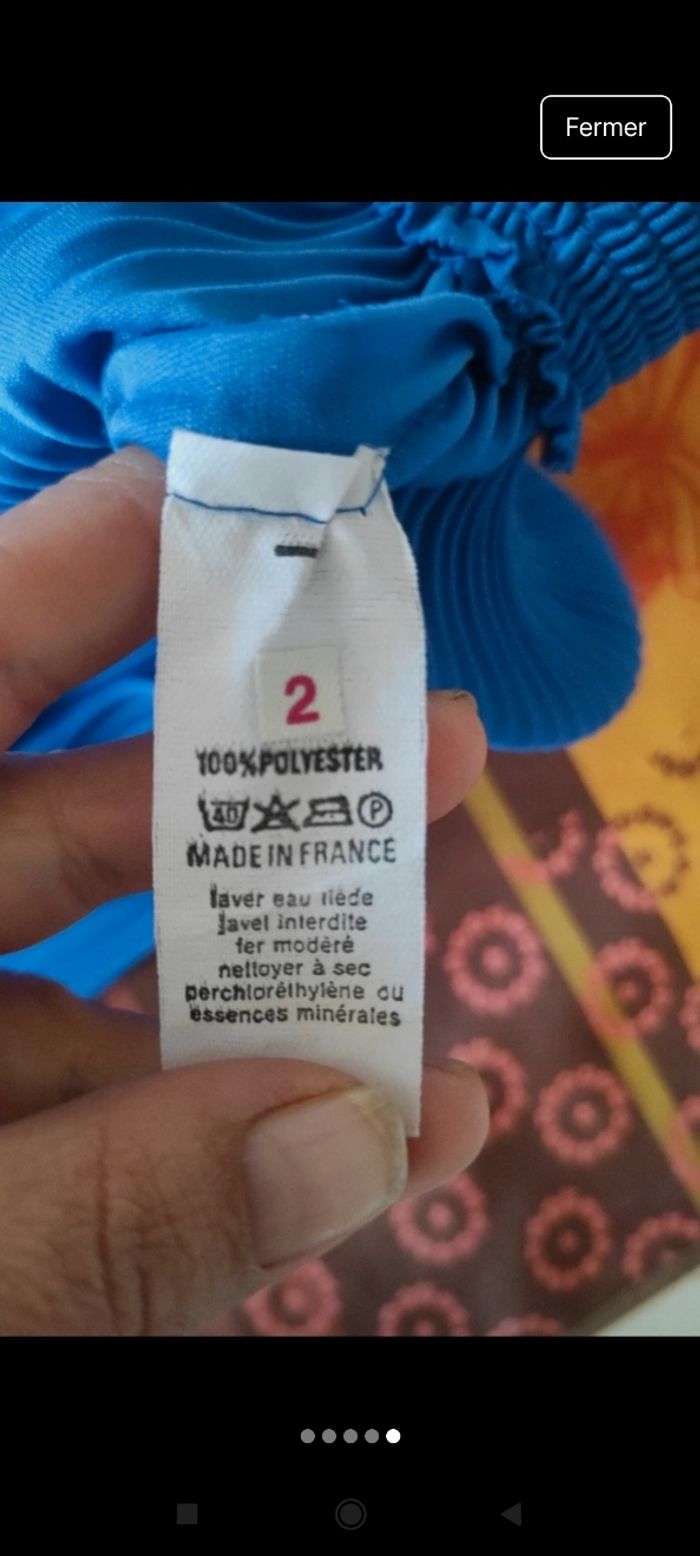 Fermer
2
100%POLYESTER
40 P
MADE IN FRANCE
laver eau tiède
Javel interdite
fer modéré
nettoyer à sec
perchloréthylène ou
essences minérales